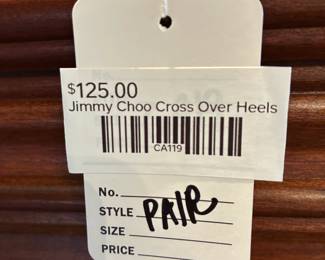 $125.00
Jimmy Choo Cross Over Heels
CA119
No.
STYLE PAIR
SIZE
PRICE